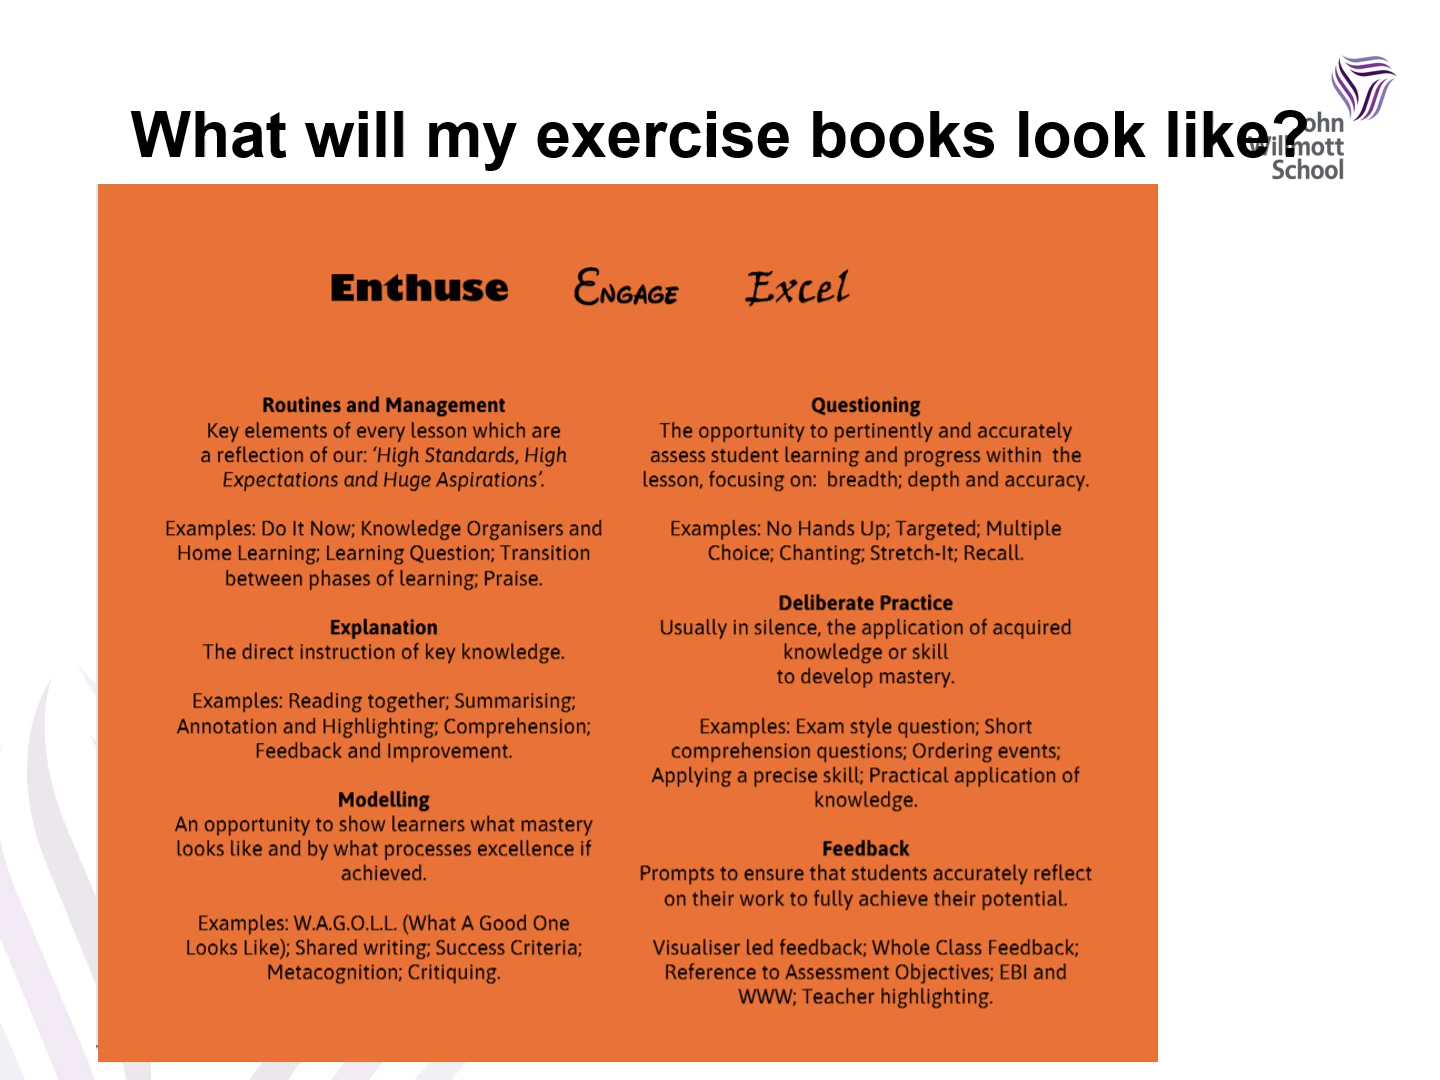 What will my exercise books look like?
John
Willmott
School
Enthuse Engage Excel
Routines and Management
Key elements of every lesson which are
a reflection of our: ‘High Standards, High
Expectations and Huge Aspirations’.
Examples: Do It Now; Knowledge Organisers and
Home Learning; Learning Question; Transition
between phases of learning; Praise.
Explanation
The direct instruction of key knowledge.
Examples: Reading together; Summarising;
Annotation and Highlighting; Comprehension;
Feedback and Improvement.
Modelling
An opportunity to show learners what mastery
looks like and by what processes excellence if
achieved.
Examples: W.A.G.O.L.L. (What A Good One
Looks Like); Shared writing; Success Criteria;
Metacognition; Critiquing.
Questioning
The opportunity to pertinently and accurately
assess student learning and progress within the
lesson, focusing on: breadth; depth and accuracy.
Examples: No Hands Up; Targeted; Multiple
Choice; Chanting; Stretch-It; Recall.
Deliberate Practice
Usually in silence, the application of acquired
knowledge or skill
to develop mastery.
Examples: Exam style question; Short
comprehension questions; Ordering events;
Applying a precise skill; Practical application of
knowledge.
Feedback
Prompts to ensure that students accurately reflect
on their work to fully achieve their potential.
Visualiser led feedback; Whole Class Feedback;
Reference to Assessment Objectives; EBI and
WWW; Teacher highlighting.